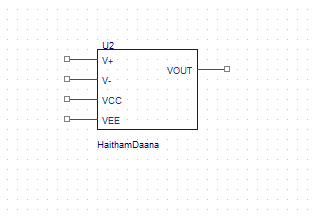 U2
V+
VOUT
V-
VCC
VEE
HaithamDaana